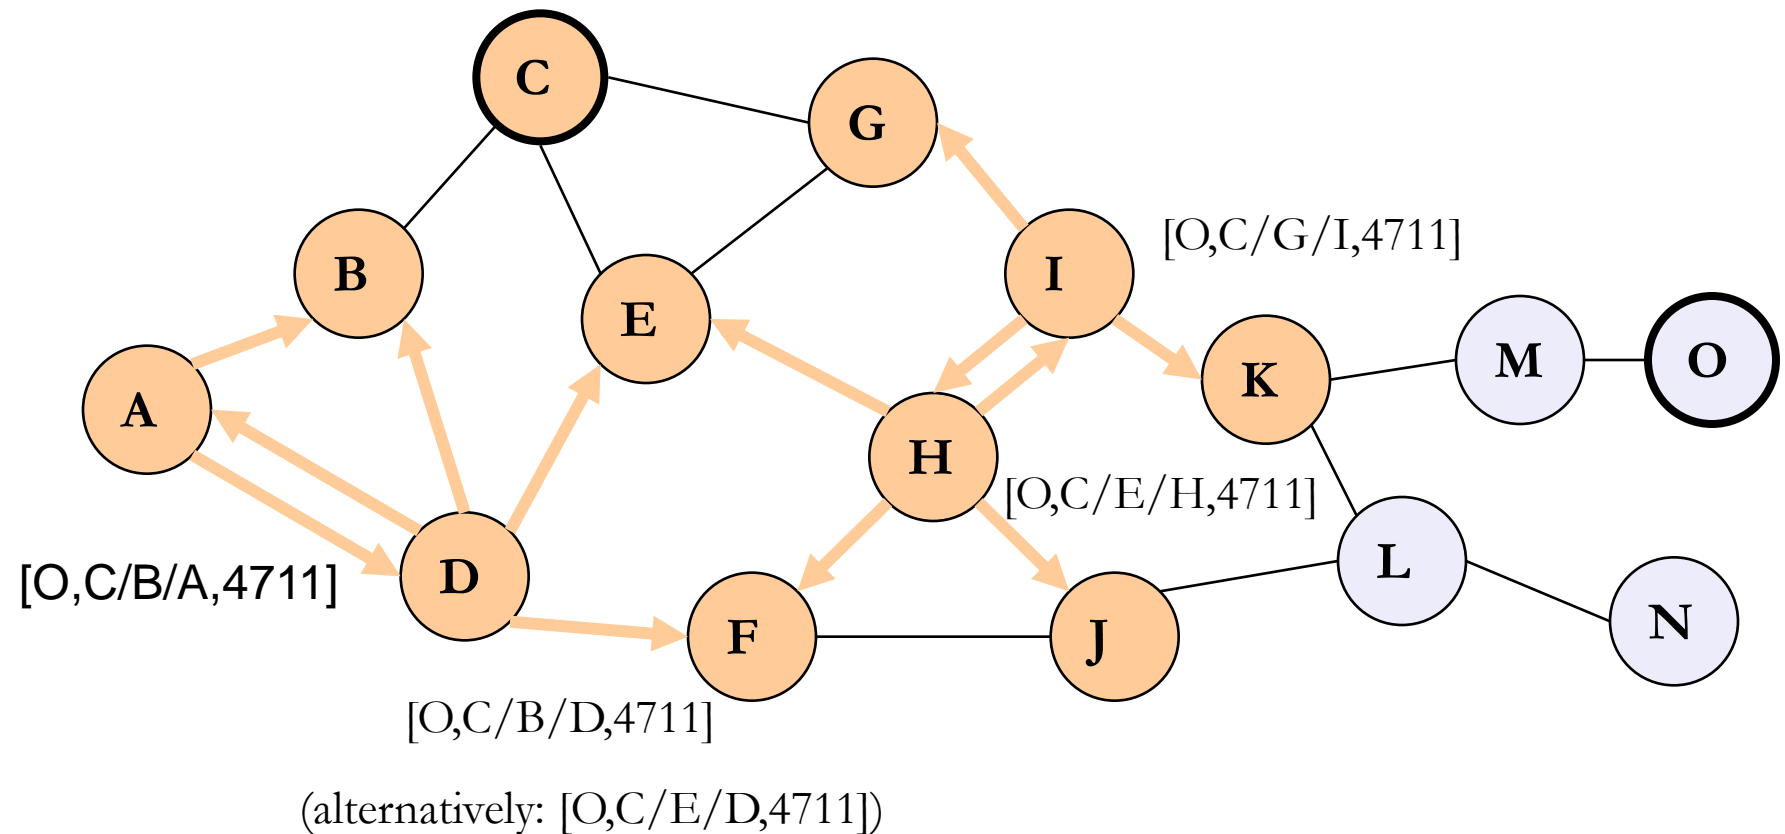 C
G
[O,C/G/I,4711]
B
I
E
M
O
K
A
H
[O,C/E/H,4711]
L
D
[O,C/B/A,4711]
N
F
J
[O,C/B/D,4711]
(alternatively: [O,C/E/D,4711])